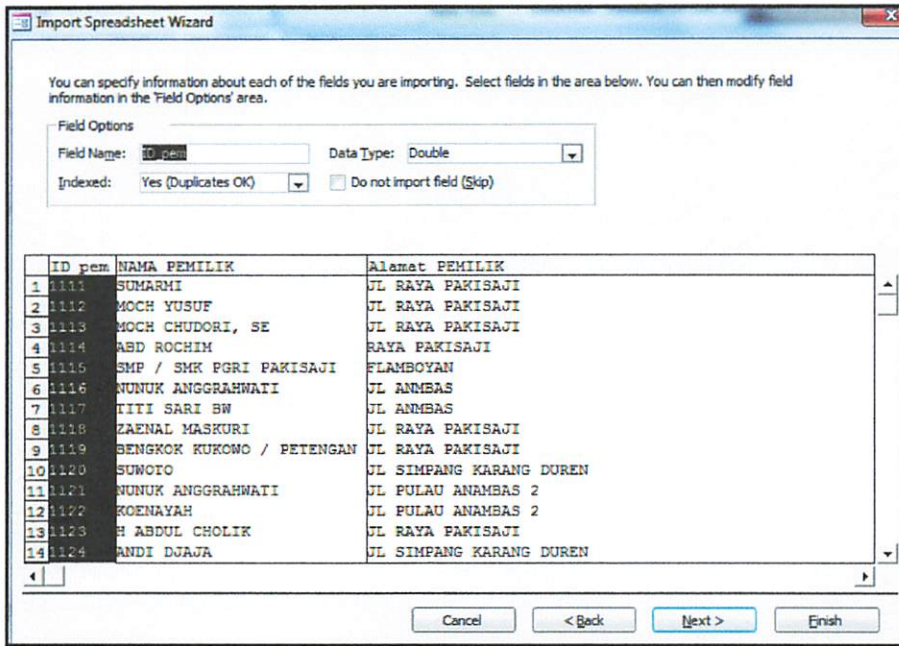 Import Spreadsheet Wizard
You can specify information about each of the fields you are importing. Select fields in the area below. You can then modify field
information in the 'Field Options' area.
Field Options
Field Name: ID pem Data Type: Double
Indexed: Yes (Duplicates OK) Do not import field (Skip)
ID pem NAMA PEMILIK Alamat PEMILIK
1 1111 SUMARMI JL RAYA PAKISAJI
2 1112 MOCH YUSUF JL RAYA PAKISAJI
3 1113 MOCH CHUDORI, SE JL RAYA PAKISAJI
4 1114 ABD ROCHIM RAYA PAKISAJI
5 1115 SMP / SMK PGRI PAKISAJI FLAMBOYAN
6 1116 NUNUK ANGGRAHWATI JL ANMBAS
7 1117 TITI SARI BW JL ANMBAS
8 1118 ZAENAL MASKURI JL RAYA PAKISAJI
9 1119 BENGKOK KUKOWO / PETENGAN JL RAYA PAKISAJI
10 1120 SUWOTO JL SIMPANG KARANG DUREN
11 1121 NUNUK ANGGRAHWATI JL PULAU ANAMBAS 2
12 1122 KOENAYAH JL PULAU ANAMBAS 2
13 1123 H ABDUL CHOLIK JL RAYA PAKISAJI
14 1124 ANDI DJAJA JL SIMPANG KARANG DUREN
Cancel < Back Next > Finish